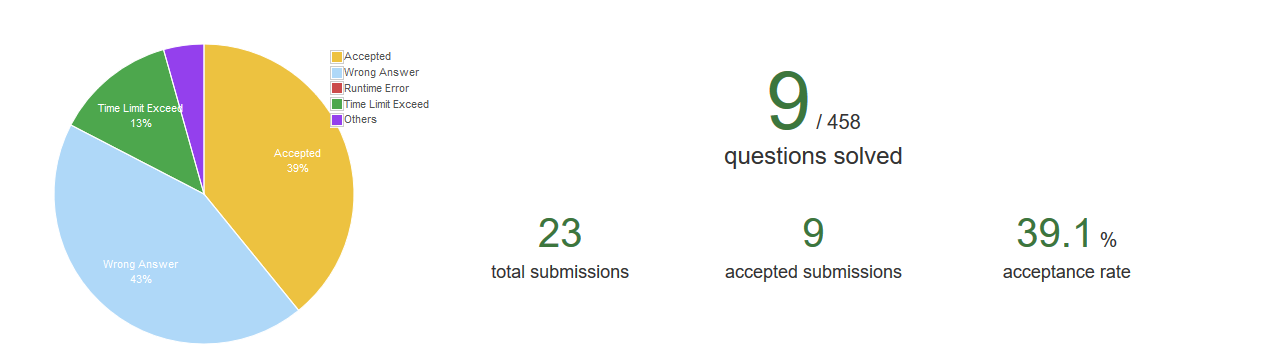 Accepted
Wrong Answer
Runtime Error
Time Limit Exceed
Others
Time Limit Exceed
13%
Accepted
39%
Wrong Answer
43%
9 / 458
questions solved
23
total submissions
9
accepted submissions
39.1 %
acceptance rate